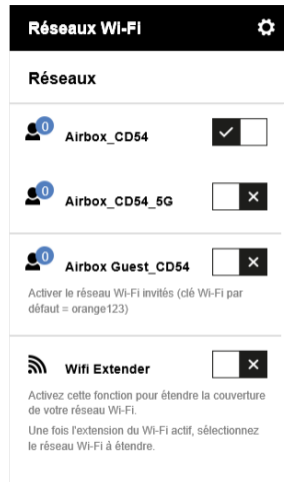 Réseaux WI-FI
Réseaux
0
Airbox_CD54
0
Airbox_CD54_5G
0
Airbox Guest_CD54
Activer le réseau Wi-Fi invités (clé Wi-Fi par
défaut = orange123)
Wifi Extender
Activez cette fonction pour étendre la couverture
de votre réseau Wi-Fi.
Une fois l'extension du Wi-Fi actif, sélectionnez
le réseau Wi-Fi à étendre.